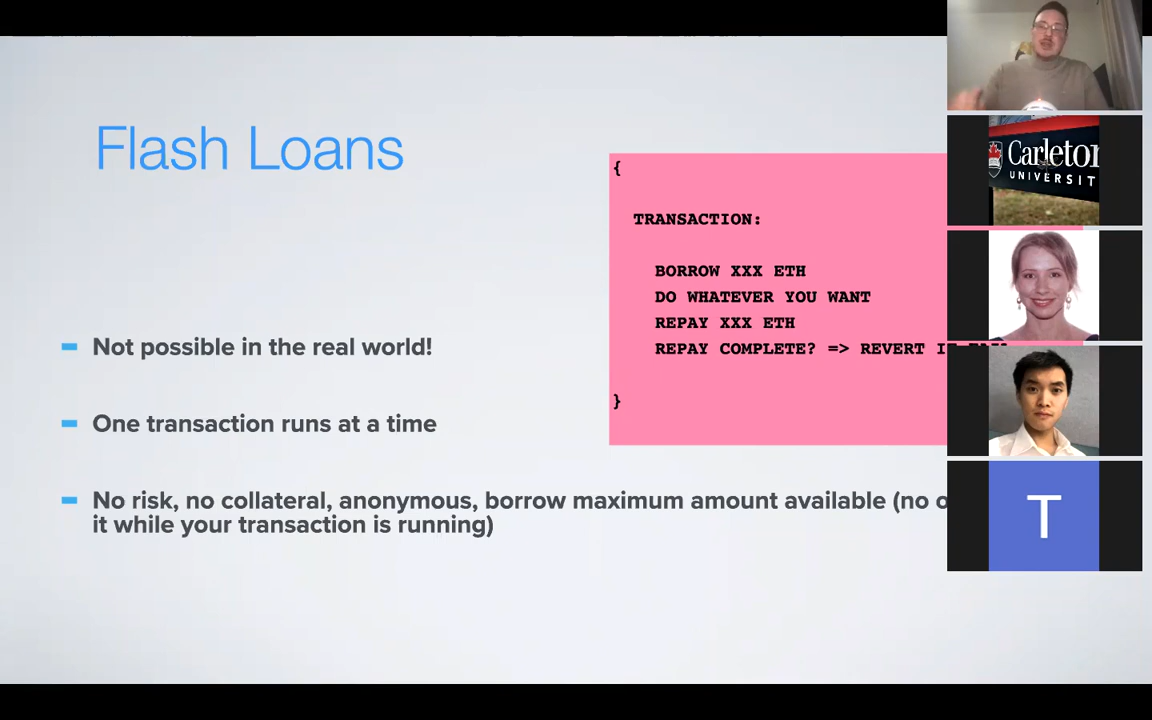 Flash Loans
{
TRANSACTION:
BORROW XXX ETH
DO WHATEVER YOU WANT
REPAY XXX ETH
REPAY COMPLETE? => REVERT
}
Not possible in the real world!
One transaction runs at a time
No risk, no collateral, anonymous, borrow maximum amount available (no
it while your transaction is running)
Carleton
UNIVERSIT
T